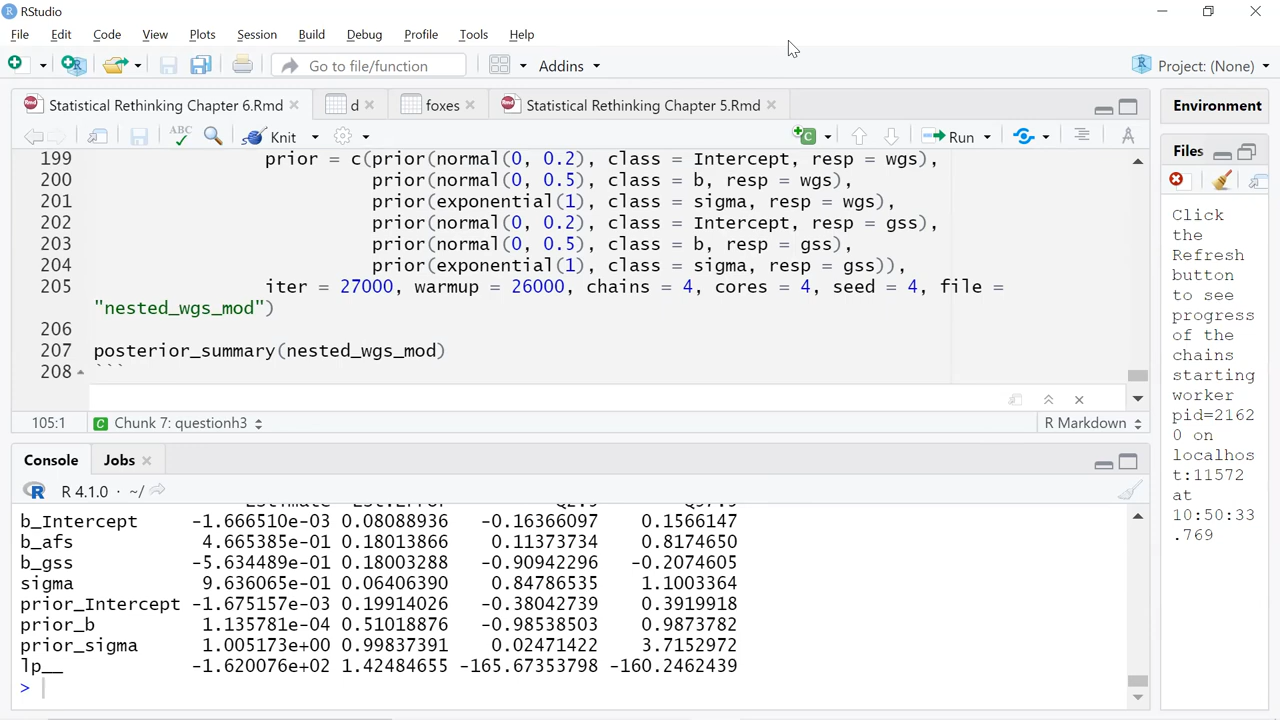 RStudio
File Edit Code View Plots Session Build Debug Profile Tools Help
Go to file/function Addins Project: (None)
Statistical Rethinking Chapter 6.Rmd d foxes Statistical Rethinking Chapter 5.Rmd
ABC Knit Run
199 prior = c(prior(normal(0, 0.2), class = Intercept, resp = wgs),
200 prior(normal(0, 0.5), class = b, resp = wgs),
201 prior(exponential(1), class = sigma, resp = wgs),
202 prior(normal(0, 0.2), class = Intercept, resp = gss),
203 prior(normal(0, 0.5), class = b, resp = gss),
204 prior(exponential(1), class = sigma, resp = gss)),
205 iter = 27000, warmup = 26000, chains = 4, cores = 4, seed = 4, file =
"nested_wgs_mod")
206
207 posterior_summary(nested_wgs_mod)
208 ```
105:1 Chunk 7: questionh3 R Markdown
Console Jobs
R 4.1.0 · ~/
b_Intercept -1.666510e-03 0.08088936 -0.16366097 0.1566147
b_afs 4.665385e-01 0.18013866 0.11373734 0.8174650
b_gss -5.634489e-01 0.18003288 -0.90942296 -0.2074605
sigma 9.636065e-01 0.06406390 0.84786535 1.1003364
prior_Intercept -1.675157e-03 0.19914026 -0.38042739 0.3919918
prior_b 1.135781e-04 0.51018876 -0.98538503 0.9873782
prior_sigma 1.005173e+00 0.99837391 0.02471422 3.7152972
lp__ -1.620076e+02 1.42484655 -165.67353798 -160.2462439
>
Environment
Files
Click
the
Refresh
button
to see
progress
of the
chains
starting
worker
pid=2162
0 on
localhos
t:11572
at
10:50:33
.769